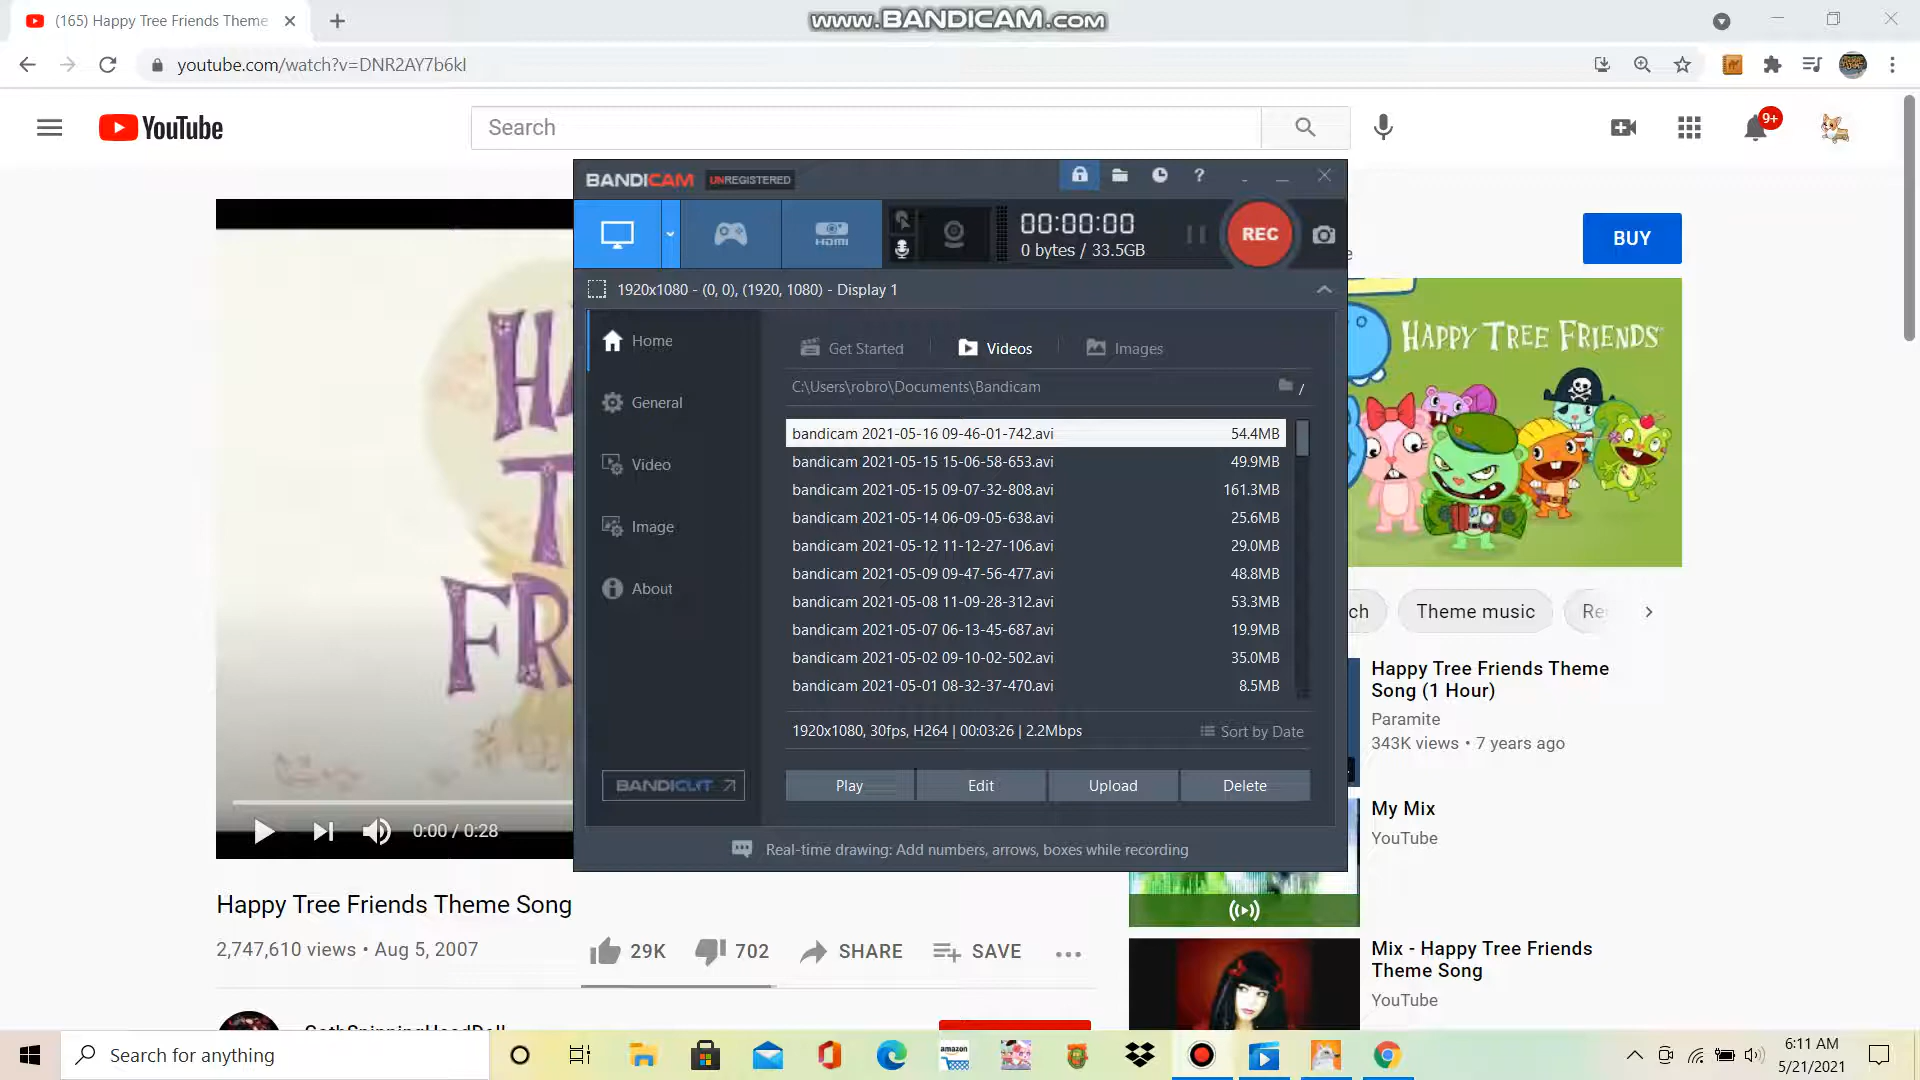 (165) Happy Tree Friends Theme
www.BANDICAM.com
youtube.com/watch?v=DNR2AY7b6kI
YouTube
Search
9+
BANDICAM UNREGISTERED
00:00:00
0 bytes / 33.5GB
HDMI
REC
1920x1080 - (0, 0), (1920, 1080) - Display 1
BUY
HAPPY TREE FRIENDS
Home
General
Video
Image
About
Get Started
Videos
Images
C:\Users\robro\Documents\Bandicam
/
bandicam 2021-05-16 09-46-01-742.avi 54.4MB
bandicam 2021-05-15 15-06-58-653.avi 49.9MB
bandicam 2021-05-15 09-07-32-808.avi 161.3MB
bandicam 2021-05-14 06-09-05-638.avi 25.6MB
bandicam 2021-05-12 11-12-27-106.avi 29.0MB
bandicam 2021-05-09 09-47-56-477.avi 48.8MB
bandicam 2021-05-08 11-09-28-312.avi 53.3MB
bandicam 2021-05-07 06-13-45-687.avi 19.9MB
bandicam 2021-05-02 09-10-02-502.avi 35.0MB
bandicam 2021-05-01 08-32-37-470.avi 8.5MB
1920x1080, 30fps, H264 | 00:03:26 | 2.2Mbps
Sort by Date
BANDICUT
Play
Edit
Upload
Delete
Real-time drawing: Add numbers, arrows, boxes while recording
ch
Theme music
Re
Happy Tree Friends Theme
Song (1 Hour)
Paramite
343K views • 7 years ago
My Mix
YouTube
Mix - Happy Tree Friends
Theme Song
YouTube
0:00 / 0:28
Happy Tree Friends Theme Song
2,747,610 views • Aug 5, 2007
29K
702
SHARE
SAVE
Search for anything
amazon
6:11 AM
5/21/2021